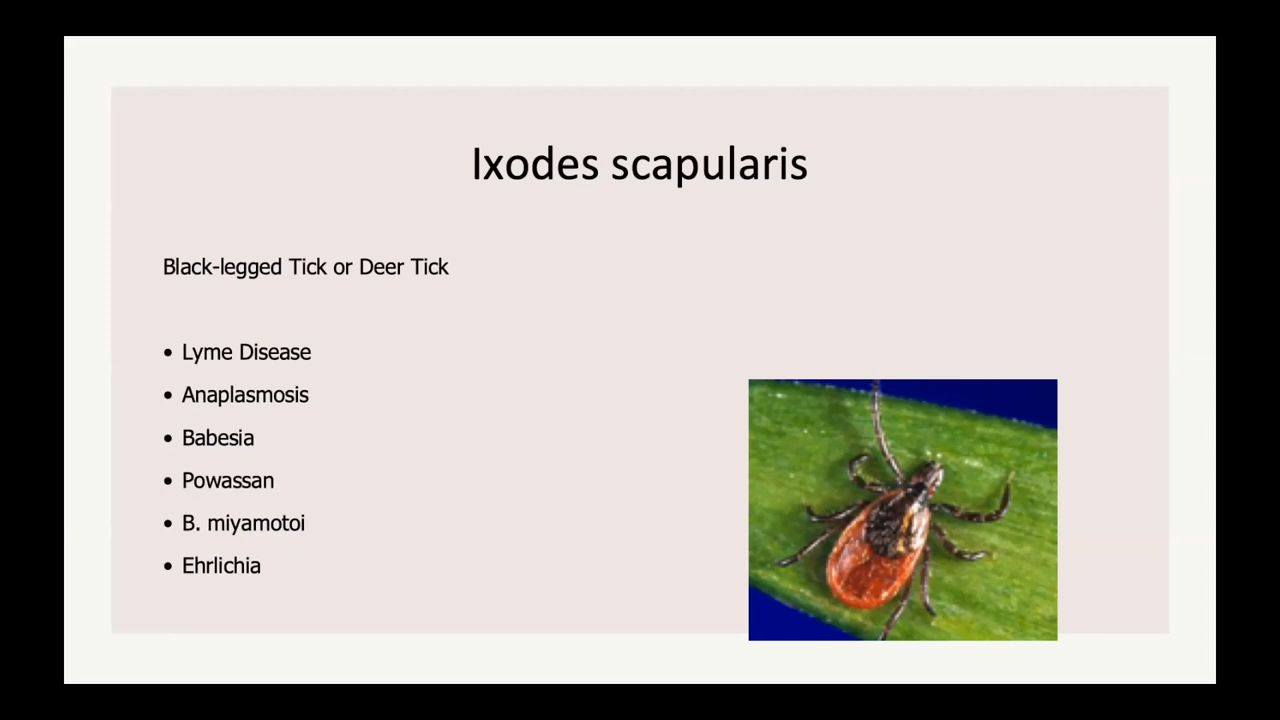 Ixodes scapularis
Black-legged Tick or Deer Tick
• Lyme Disease
• Anaplasmosis
• Babesia
• Powassan
• B. miyamotoi
• Ehrlichia